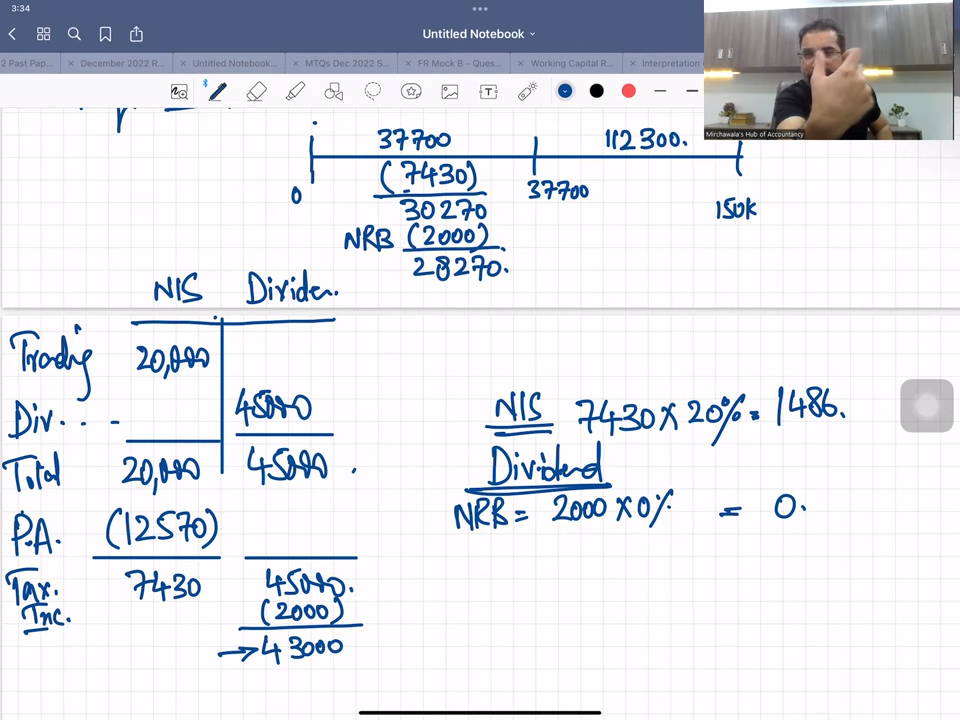 3:34
Untitled Notebook
2 Past Pap...
December 2022 R...
Untitled Notebook...
MTQs Dec 2022 S...
FR Mock B - Ques...
Working Capital R...
Interpretation
Mirchawala's Hub of Accountancy
37700
112300.
0
(7430)
37700
150K
30270
NRB (2000)
28270.
NIS Dividen.
Trading 20,000
Div... - 45000
Total 20,000 45000.
P.A. (12570)
Tax. Inc. 7430 45000.
(2000)
→43000
NIS 7430 x 20% = 1486.
Dividend
NRB = 2000 x 0% = 0.